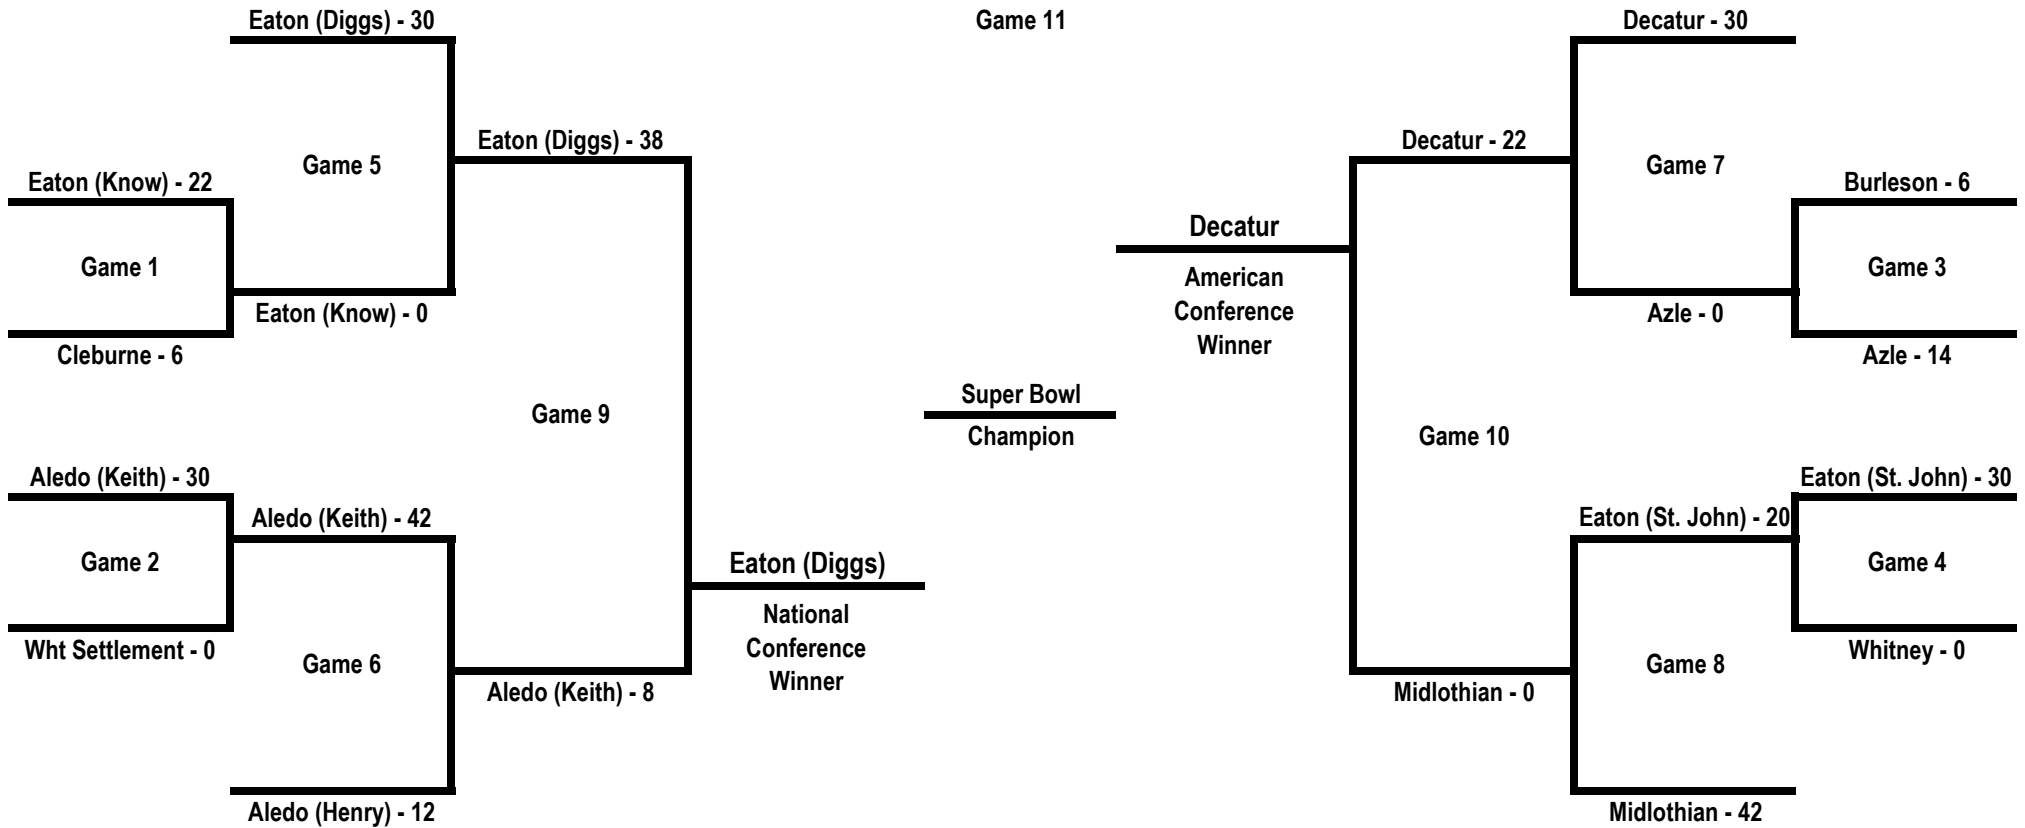 Eaton (Diggs) - 30
Game 11
Decatur - 30
Eaton (Diggs) - 38
Decatur - 22
Game 5
Game 7
Eaton (Know) - 22
Burleson - 6
Decatur
Game 1
Game 3
American
Conference
Winner
Eaton (Know) - 0
Azle - 0
Cleburne - 6
Azle - 14
Super Bowl
Champion
Game 9
Game 10
Aledo (Keith) - 30
Eaton (St. John) - 30
Aledo (Keith) - 42
Eaton (St. John) - 20
Game 2
Eaton (Diggs)
Game 4
National
Conference
Winner
Wht Settlement - 0
Whitney - 0
Game 6
Game 8
Aledo (Keith) - 8
Midlothian - 0
Aledo (Henry) - 12
Midlothian - 42